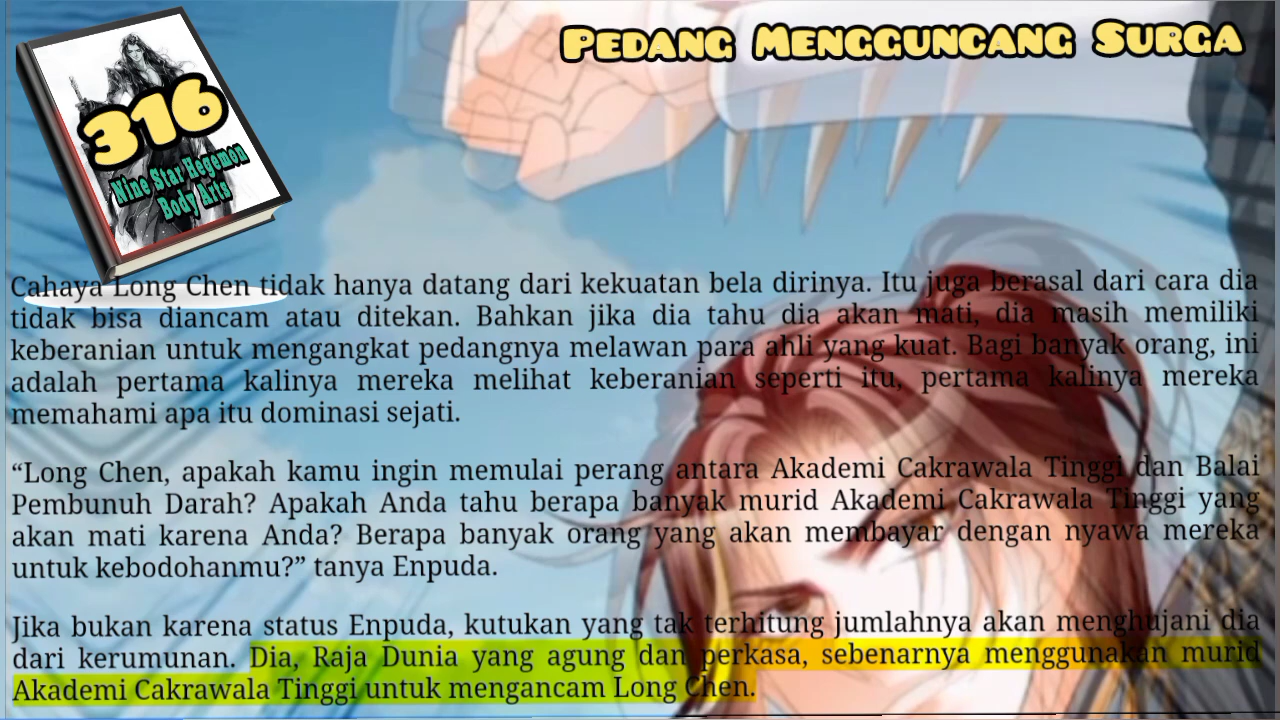 PEDANG MENGGUNCANG SURGA
316
Nine Star Hegemon
Body Arts
Cahaya Long Chen tidak hanya datang dari kekuatan bela dirinya. Itu juga berasal dari cara dia
tidak bisa diancam atau ditekan. Bahkan jika dia tahu dia akan mati, dia masih memiliki
keberanian untuk mengangkat pedangnya melawan para ahli yang kuat. Bagi banyak orang, ini
adalah pertama kalinya mereka melihat keberanian seperti itu, pertama kalinya mereka
memahami apa itu dominasi sejati.
“Long Chen, apakah kamu ingin memulai perang antara Akademi Cakrawala Tinggi dan Balai
Pembunuh Darah? Apakah Anda tahu berapa banyak murid Akademi Cakrawala Tinggi yang
akan mati karena Anda? Berapa banyak orang yang akan membayar dengan nyawa mereka
untuk kebodohanmu?” tanya Enpuda.
Jika bukan karena status Enpuda, kutukan yang tak terhitung jumlahnya akan menghujani dia
dari kerumunan. Dia, Raja Dunia yang agung dan perkasa, sebenarnya menggunakan murid
Akademi Cakrawala Tinggi untuk mengancam Long Chen.